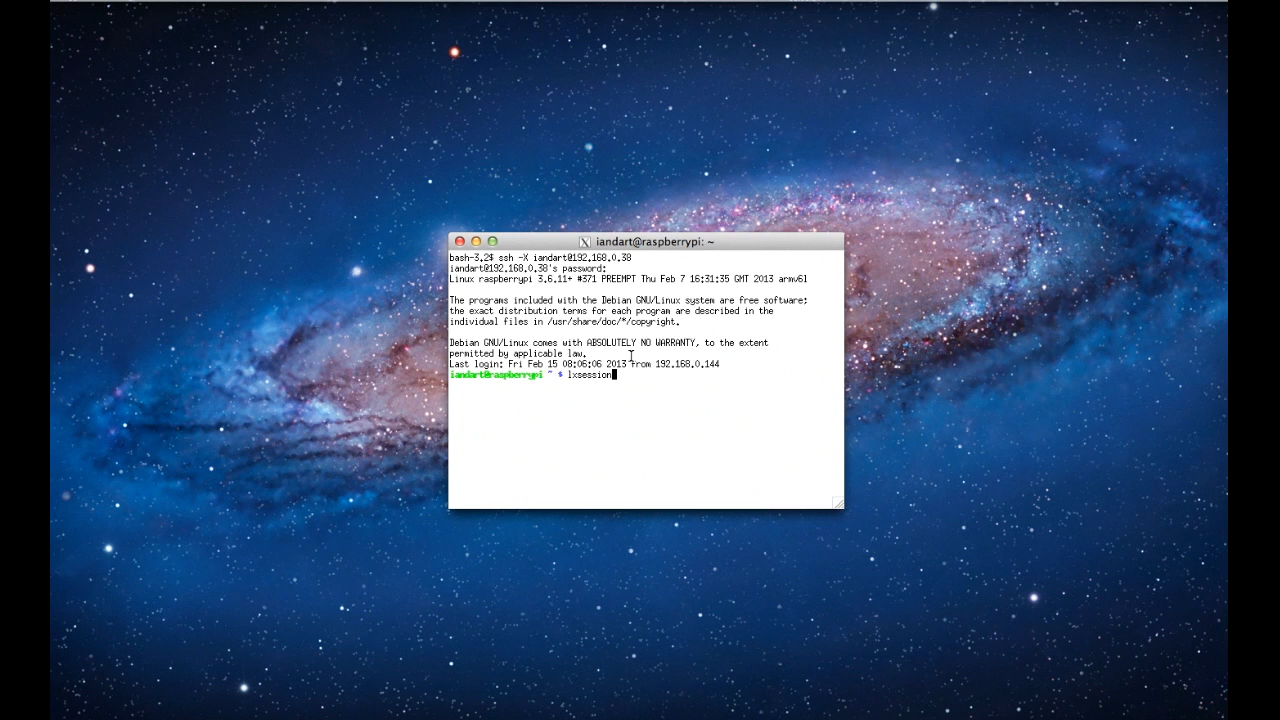 iandart@raspberrypi: ~
bash-3.2$ ssh -X iandart@192.168.0.38
iandart@192.168.0.38's password:
Linux raspberrypi 3.6.11+ #371 PREEMPT Thu Feb 7 16:31:35 GMT 2013 armv6l
The programs included with the Debian GNU/Linux system are free software;
the exact distribution terms for each program are described in the
individual files in /usr/share/doc/*/copyright.
Debian GNU/Linux comes with ABSOLUTELY NO WARRANTY, to the extent
permitted by applicable law.
Last login: Fri Feb 15 08:06:06 2013 from 192.168.0.144
iandart@raspberrypi ~ $ lxsession